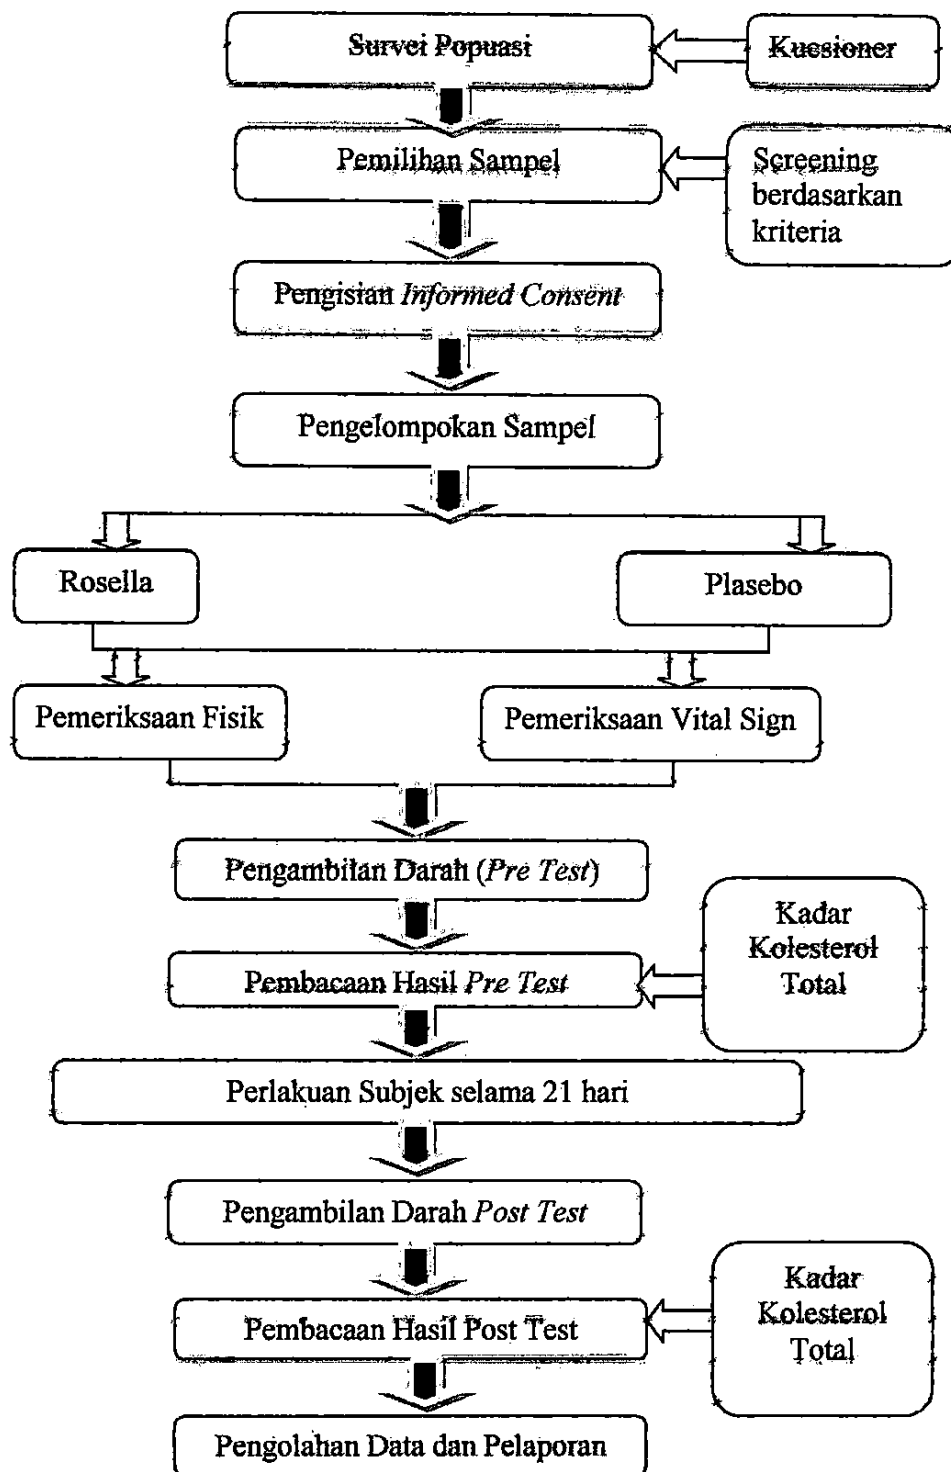 Survei Popuasi
Kuesioner
Pemilihan Sampel
Screening
berdasarkan
kriteria
Pengisian Informed Consent
Pengelompokan Sampel
Rosella
Plasebo
Pemeriksaan Fisik
Pemeriksaan Vital Sign
Pengambilan Darah (Pre Test)
Kadar
Kolesterol
Total
Pembacaan Hasil Pre Test
Perlakuan Subjek selama 21 hari
Pengambilan Darah Post Test
Kadar
Kolesterol
Total
Pembacaan Hasil Post Test
Pengolahan Data dan Pelaporan